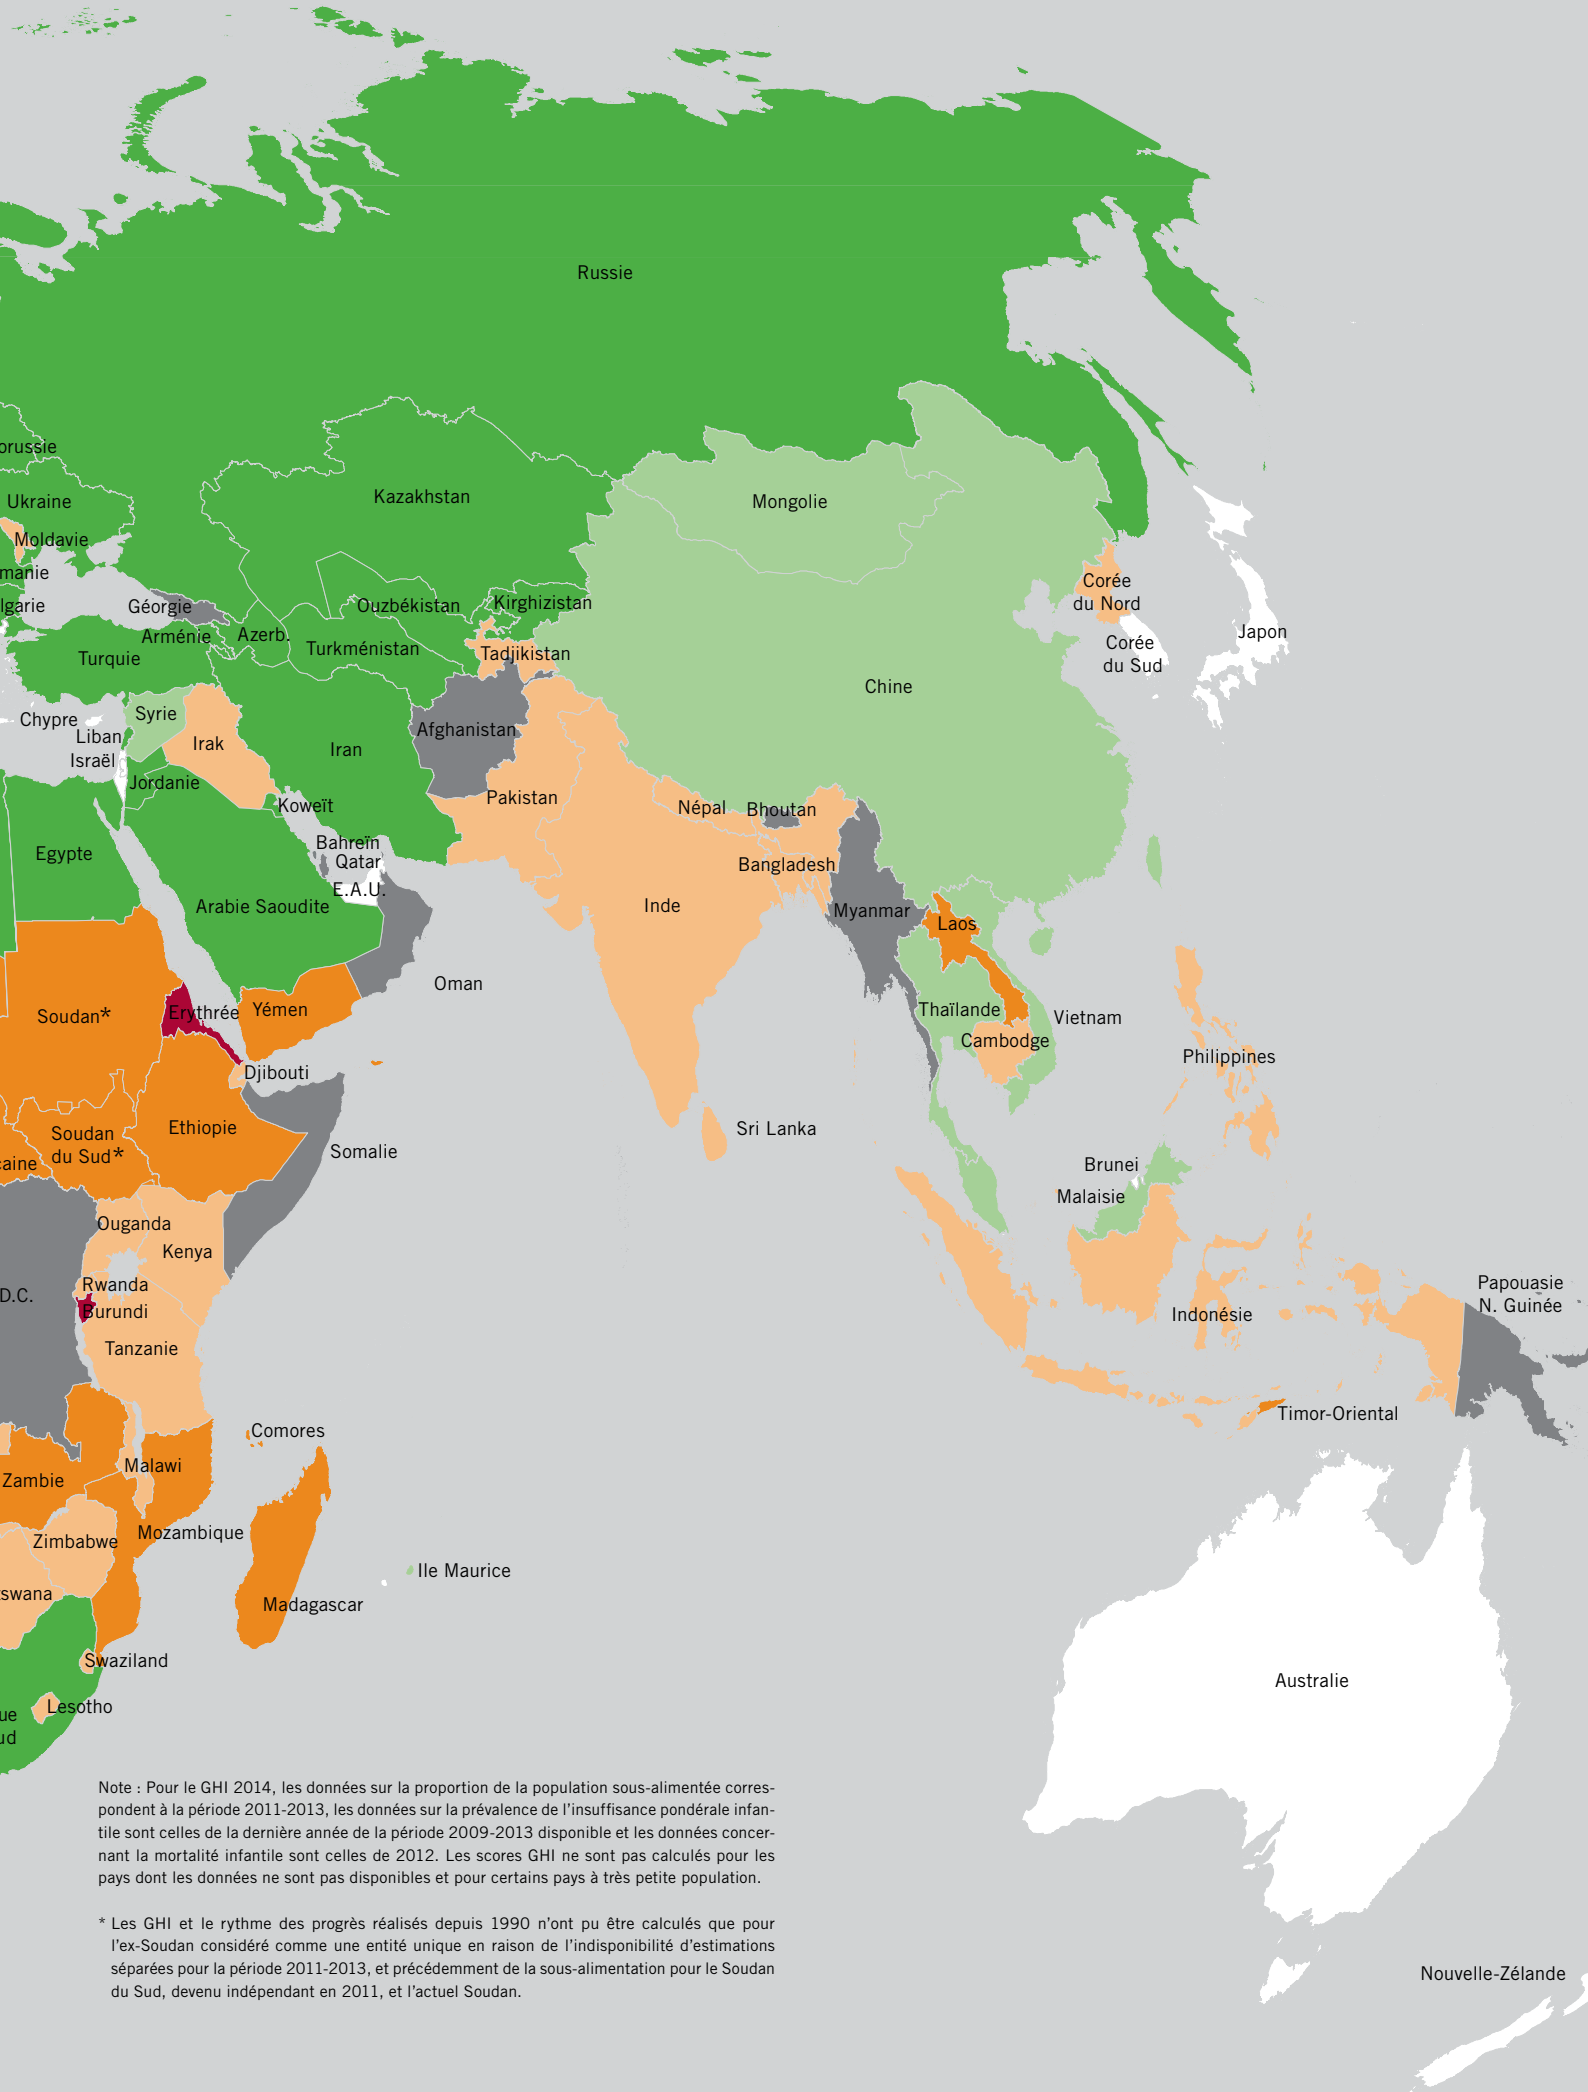 Russie
orussie
Ukraine
Kazakhstan
Mongolie
Moldavie
manie
Corée
du Nord
lgarie
Géorgie
Ouzbékistan
Kirghizistan
Arménie
Azerb.
Turkménistan
Tadjikistan
Japon
Corée
du Sud
Turquie
Chine
Chypre
Syrie
Liban
Israël
Irak
Iran
Afghanistan
Jordanie
Koweït
Pakistan
Népal
Bhoutan
Bahreïn
Qatar
E.A.U.
Egypte
Bangladesh
Arabie Saoudite
Inde
Myanmar
Laos
Oman
Soudan*
Erythrée
Yémen
Thaïlande
Vietnam
Cambodge
Philippines
Djibouti
Soudan
du Sud*
Ethiopie
Sri Lanka
Somalie
caine
Brunei
Malaisie
Ouganda
Kenya
Rwanda
D.C.
Burundi
Papouasie
N. Guinée
Indonésie
Tanzanie
Timor-Oriental
Comores
Malawi
Zambie
Mozambique
Zimbabwe
Ile Maurice
tswana
Madagascar
Swaziland
Australie
Lesotho
ue
ud
Note : Pour le GHI 2014, les données sur la proportion de la population sous-alimentée corres-
pondent à la période 2011-2013, les données sur la prévalence de l'insuffisance pondérale infan-
tile sont celles de la dernière année de la période 2009-2013 disponible et les données concer-
nant la mortalité infantile sont celles de 2012. Les scores GHI ne sont pas calculés pour les
pays dont les données ne sont pas disponibles et pour certains pays à très petite population.
* Les GHI et le rythme des progrès réalisés depuis 1990 n'ont pu être calculés que pour
l'ex-Soudan considéré comme une entité unique en raison de l'indisponibilité d'estimations
séparées pour la période 2011-2013, et précédemment de la sous-alimentation pour le Soudan
du Sud, devenu indépendant en 2011, et l'actuel Soudan.
Nouvelle-Zélande